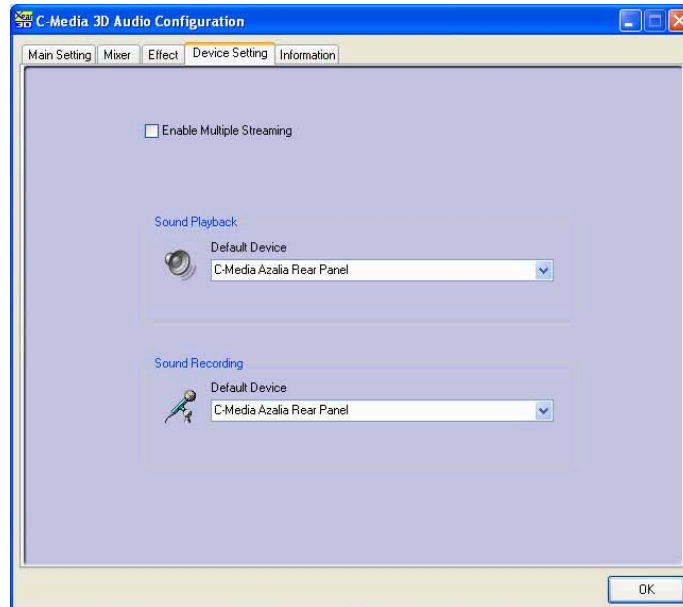 C-Media 3D Audio Configuration
Main Setting Mixer Effect Device Setting Information
Enable Multiple Streaming
Sound Playback
Default Device
C-Media Azalia Rear Panel
Sound Recording
Default Device
C-Media Azalia Rear Panel
OK